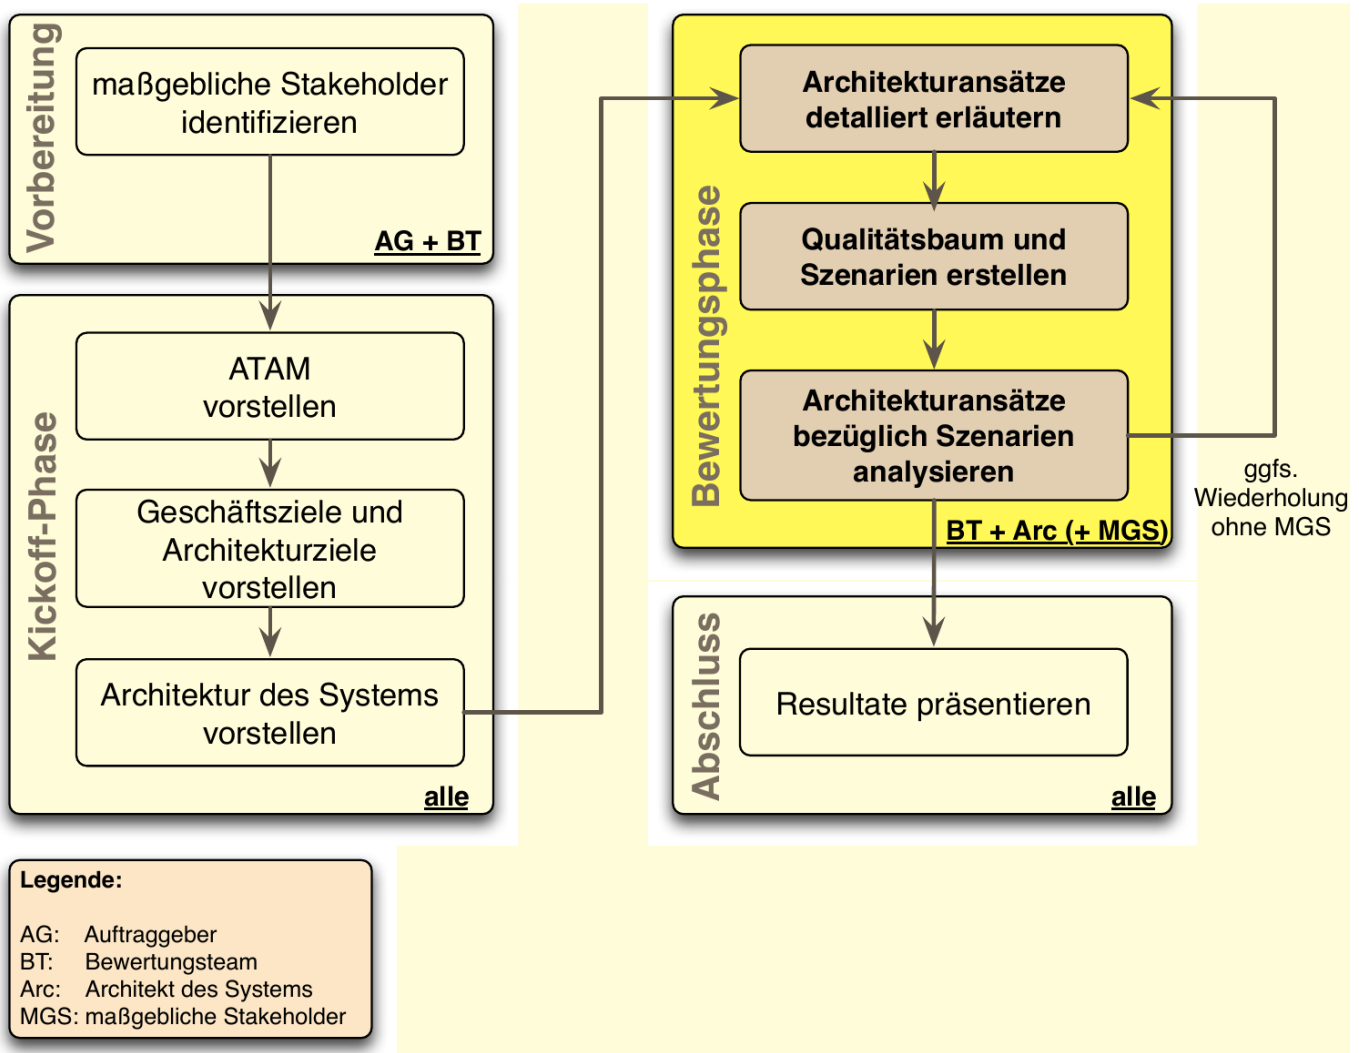 Vorbereitung
maßgebliche Stakeholder
identifizieren
AG + BT
Kickoff-Phase
ATAM
vorstellen
Geschäftsziele und
Architekturziele
vorstellen
Architektur des Systems
vorstellen
alle
Bewertungsphase
Architekturansätze
detalliert erläutern
Qualitätsbaum und
Szenarien erstellen
Architekturansätze
bezüglich Szenarien
analysieren
BT + Arc (+ MGS)
ggfs.
Wiederholung
ohne MGS
Abschluss
Resultate präsentieren
alle
Legende:
AG: Auftraggeber
BT: Bewertungsteam
Arc: Architekt des Systems
MGS: maßgebliche Stakeholder